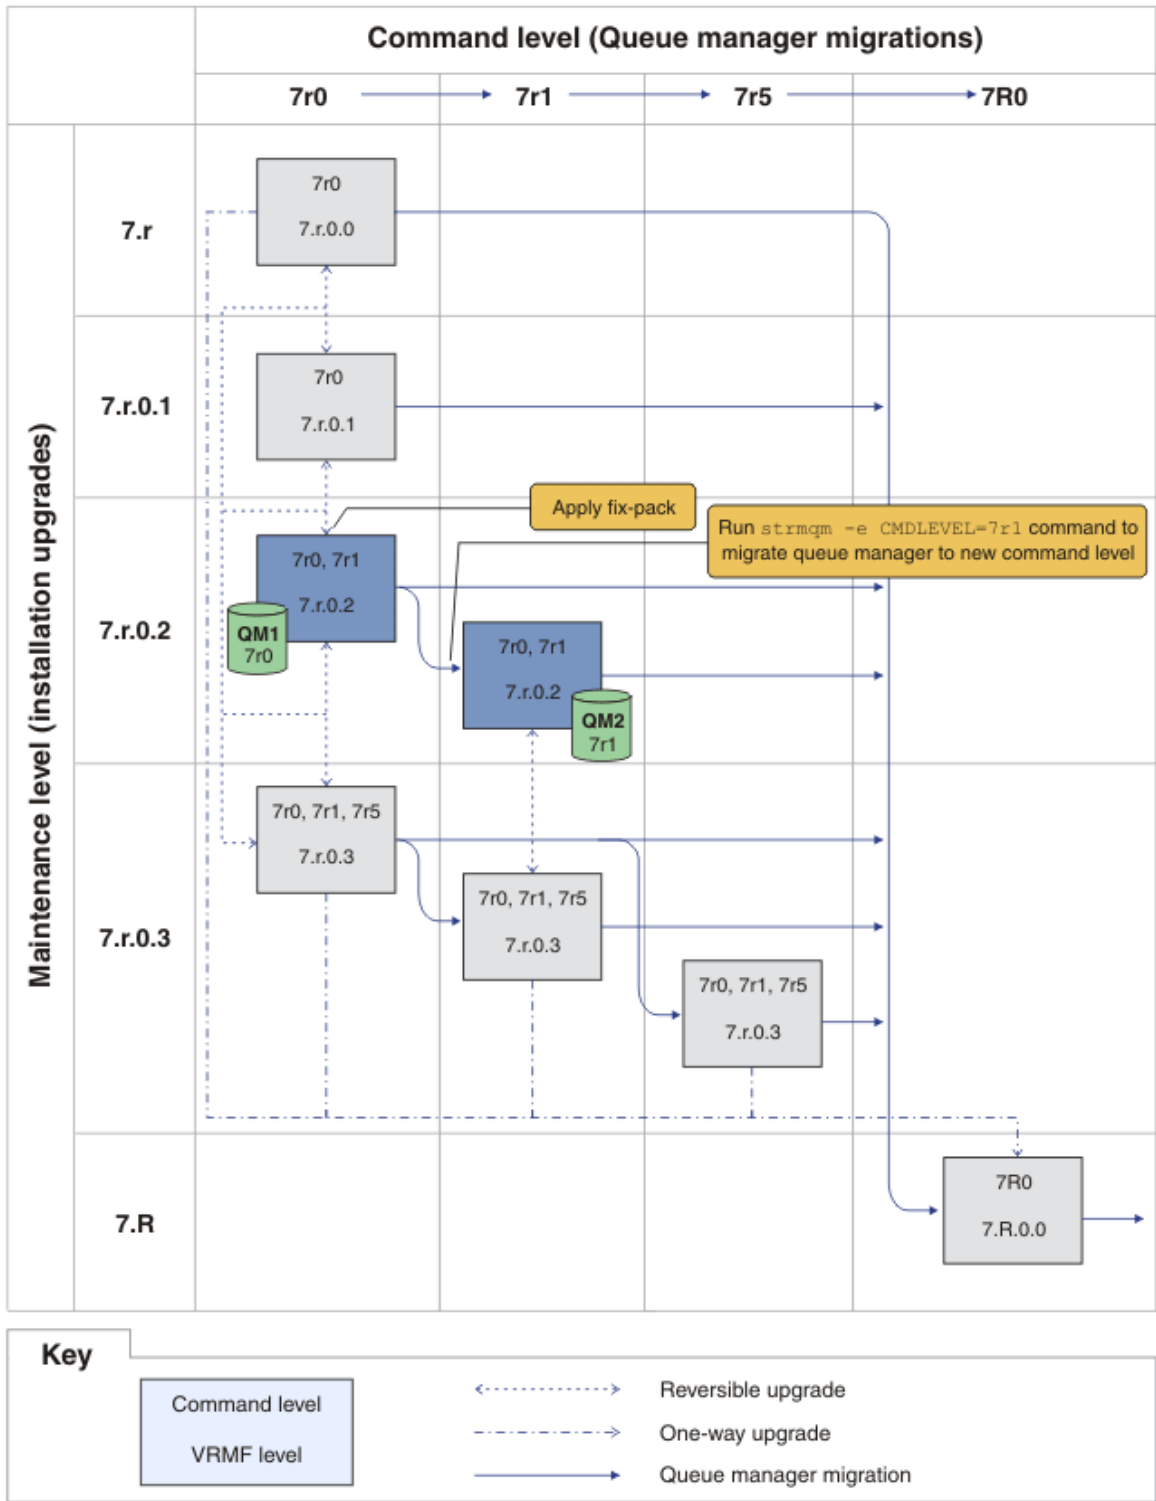 Command level (Queue manager migrations)
7r0
7r1
7r5
7R0
Maintenance level (installation upgrades)
7.r
7r0
7.r.0.0
7.r.0.1
7r0
7.r.0.1
Apply fix-pack
Run strmqm -e CMDLEVEL=7r1 command to
migrate queue manager to new command level
7.r.0.2
7r0, 7r1
7.r.0.2
QM1
7r0
7r0, 7r1
7.r.0.2
QM2
7r1
7.r.0.3
7r0, 7r1, 7r5
7.r.0.3
7r0, 7r1, 7r5
7.r.0.3
7r0, 7r1, 7r5
7.r.0.3
7.R
7R0
7.R.0.0
Key
Command level
VRMF level
Reversible upgrade
One-way upgrade
Queue manager migration